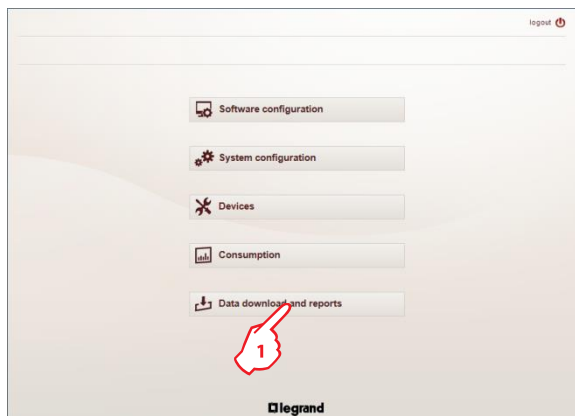 logout
Software configuration
System configuration
Devices
Consumption
Data download and reports
1
legrand